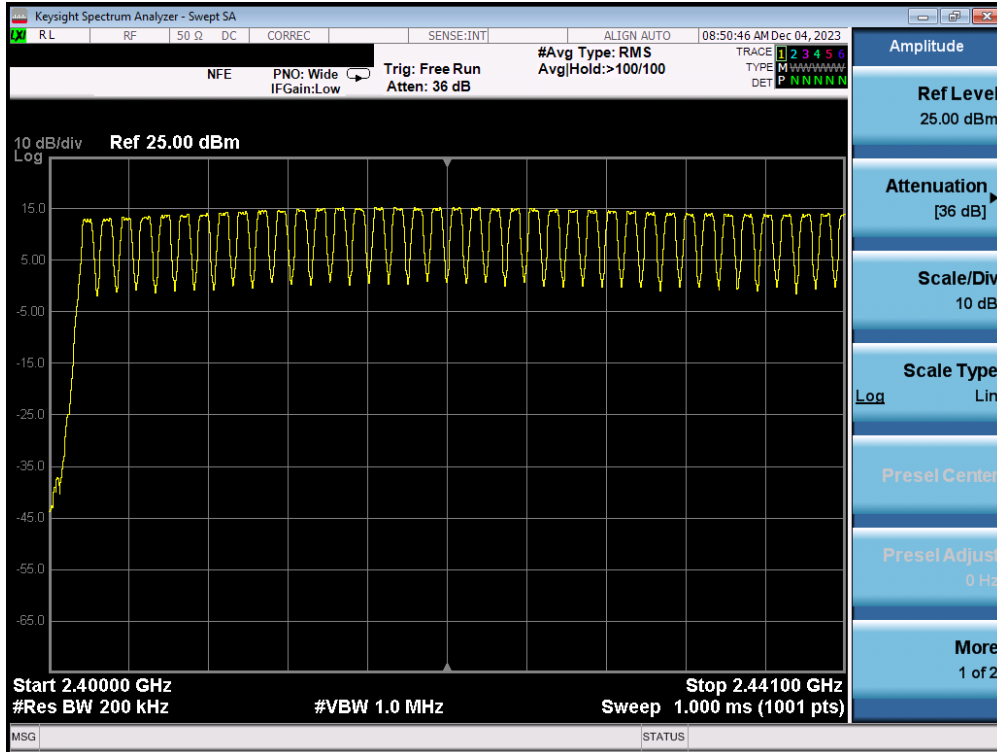 Keysight Spectrum Analyzer - Swept SA
LXI RL RF 50 Ω DC CORREC SENSE:INT ALIGN AUTO 08:50:46 AM Dec 04, 2023
NFE PNO: Wide Trig: Free Run #Avg Type: RMS TRACE 1 2 3 4 5 6
IFGain:Low Atten: 36 dB Avg|Hold:>100/100 TYPE M WWWWW
DET P N N N N N
10 dB/div Ref 25.00 dBm
Log
15.0
5.00
-5.00
-15.0
-25.0
-35.0
-45.0
-55.0
-65.0
Start 2.40000 GHz Stop 2.44100 GHz
#Res BW 200 kHz #VBW 1.0 MHz Sweep 1.000 ms (1001 pts)
MSG STATUS
Amplitude
Ref Level
25.00 dBm
Attenuation
[36 dB]
Scale/Div
10 dB
Scale Type
Log Lin
Presel Center
Presel Adjust
0 Hz
More
1 of 2